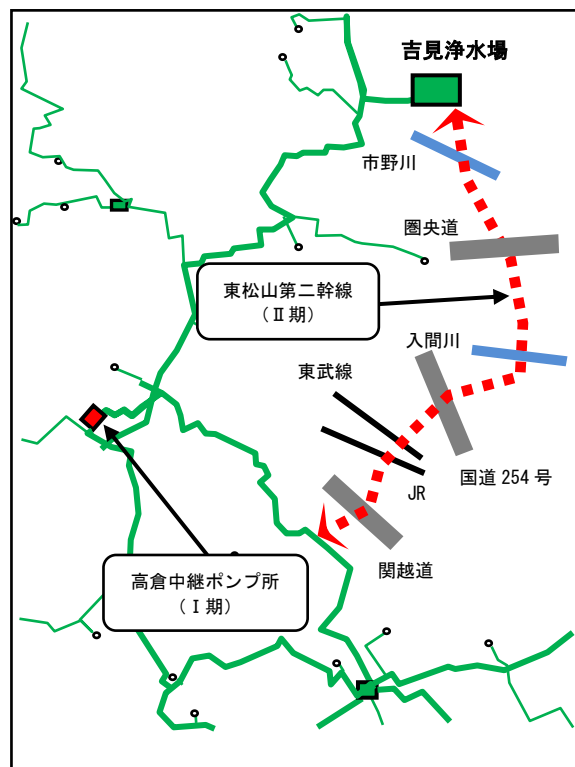 吉見浄水場
市野川
圏央道
東松山第二幹線
（Ⅱ期）
入間川
東武線
国道 254 号
JR
関越道
高倉中継ポンプ所
（Ⅰ期）